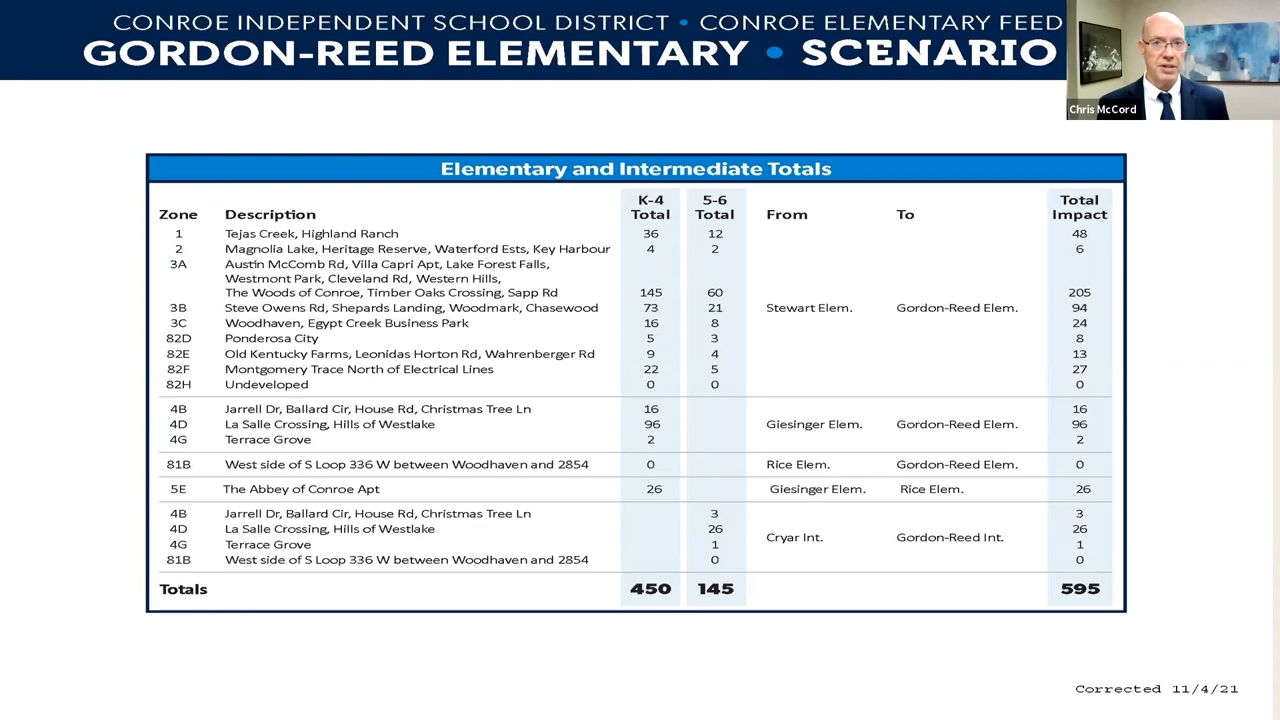 CONROE INDEPENDENT SCHOOL DISTRICT • CONROE ELEMENTARY FEED
GORDON-REED ELEMENTARY • SCENARIO
Chris McCord
Elementary and Intermediate Totals
Zone Description K-4 Total 5-6 Total From To Total Impact
1 Tejas Creek, Highland Ranch 36 12 48
2 Magnolia Lake, Heritage Reserve, Waterford Ests, Key Harbour 4 2 6
3A Austin McComb Rd, Villa Capri Apt, Lake Forest Falls,
Westmont Park, Cleveland Rd, Western Hills,
The Woods of Conroe, Timber Oaks Crossing, Sapp Rd 145 60 205
3B Steve Owens Rd, Shepards Landing, Woodmark, Chasewood 73 21 Stewart Elem. Gordon-Reed Elem. 94
3C Woodhaven, Egypt Creek Business Park 16 8 24
82D Ponderosa City 5 3 8
82E Old Kentucky Farms, Leonidas Horton Rd, Wahrenberger Rd 9 4 13
82F Montgomery Trace North of Electrical Lines 22 5 27
82H Undeveloped 0 0 0
4B Jarrell Dr, Ballard Cir, House Rd, Christmas Tree Ln 16 16
4D La Salle Crossing, Hills of Westlake 96 Giesinger Elem. Gordon-Reed Elem. 96
4G Terrace Grove 2 2
81B West side of S Loop 336 W between Woodhaven and 2854 0 Rice Elem. Gordon-Reed Elem. 0
5E The Abbey of Conroe Apt 26 Giesinger Elem. Rice Elem. 26
4B Jarrell Dr, Ballard Cir, House Rd, Christmas Tree Ln 3 3
4D La Salle Crossing, Hills of Westlake 26 Cryar Int. Gordon-Reed Int. 26
4G Terrace Grove 1 1
81B West side of S Loop 336 W between Woodhaven and 2854 0 0
Totals 450 145 595
Corrected 11/4/21